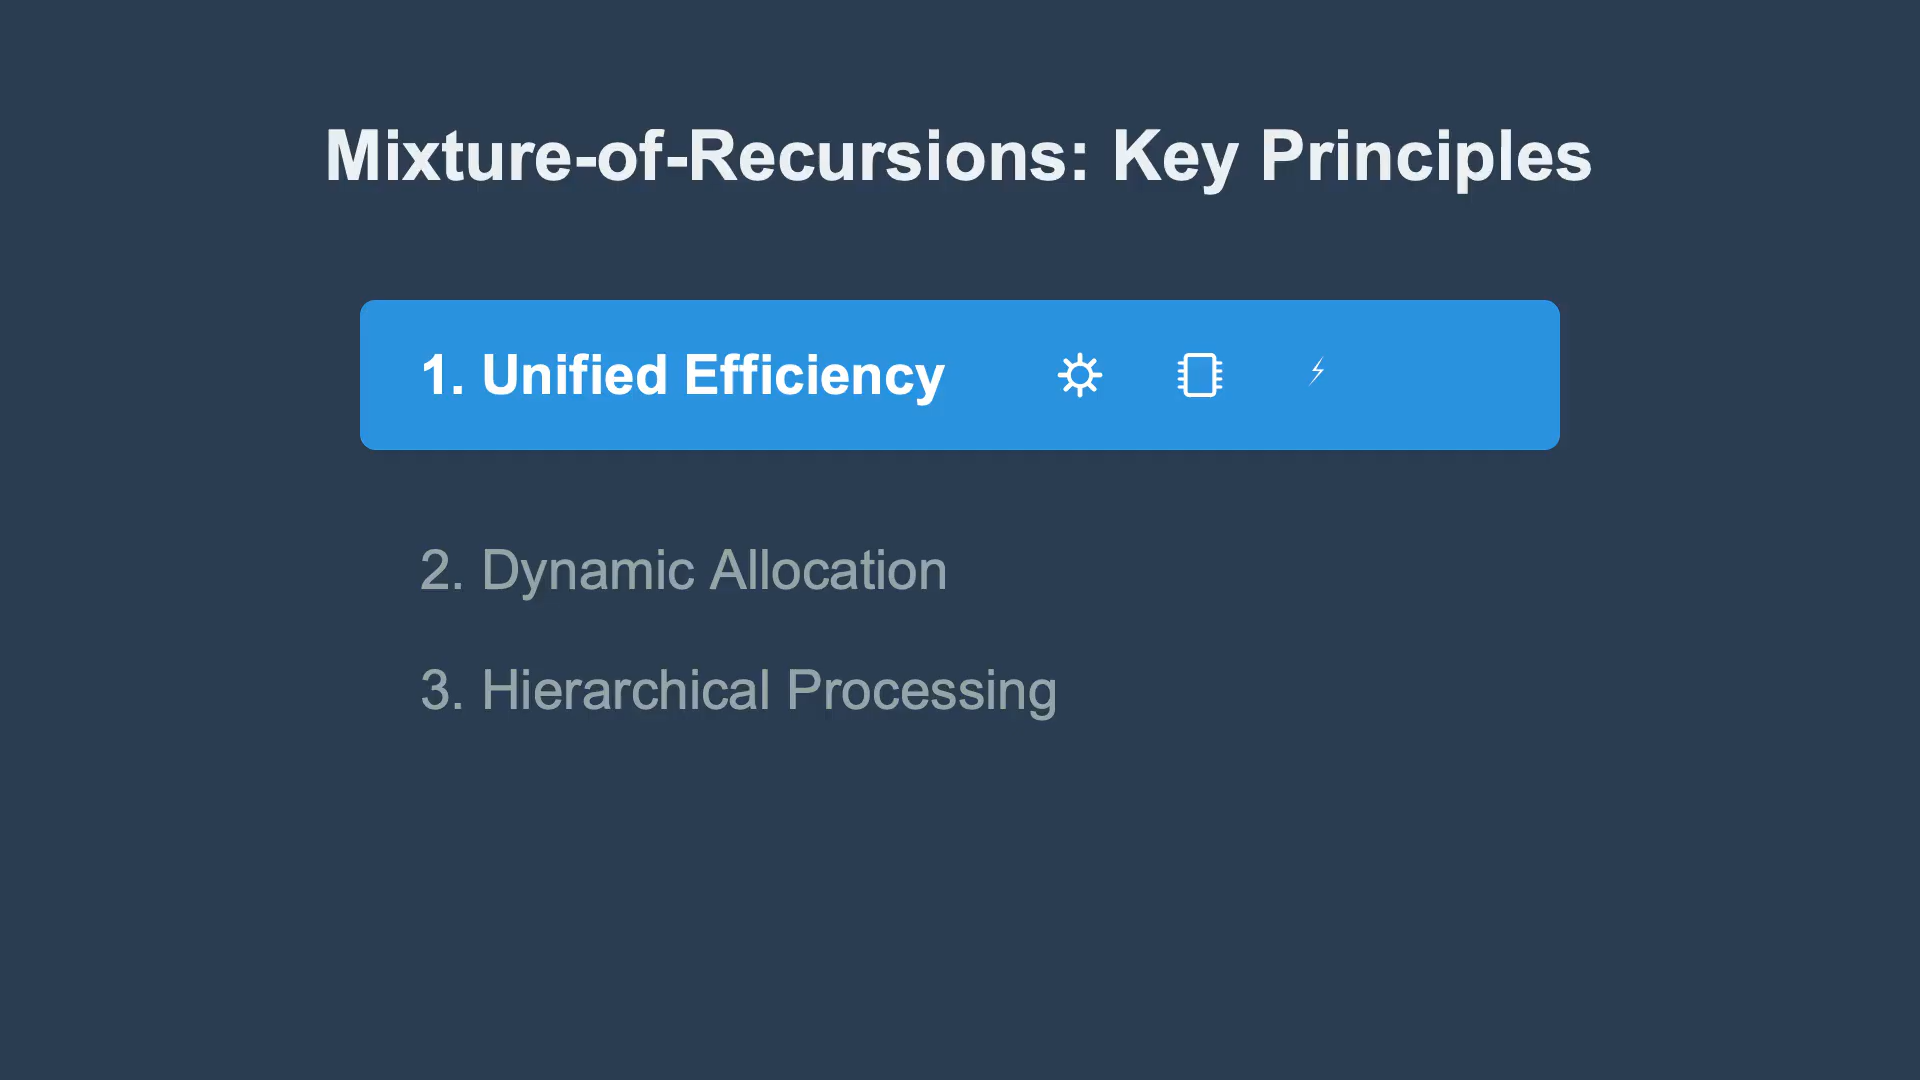 Mixture-of-Recursions: Key Principles
1. Unified Efficiency
2. Dynamic Allocation
3. Hierarchical Processing